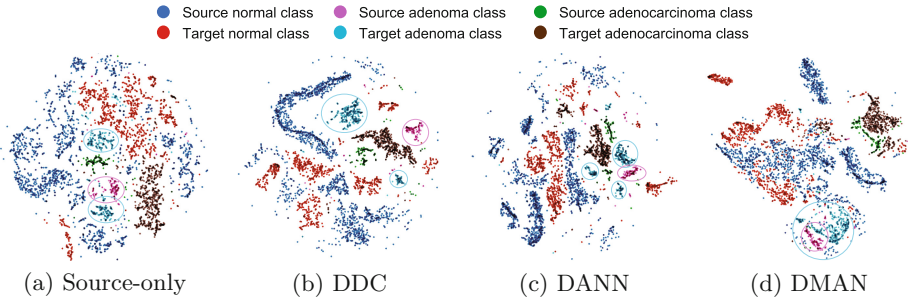 Source normal class Source adenoma class Source adenocarcinoma class
Target normal class Target adenoma class Target adenocarcinoma class
(a) Source-only (b) DDC (c) DANN (d) DMAN